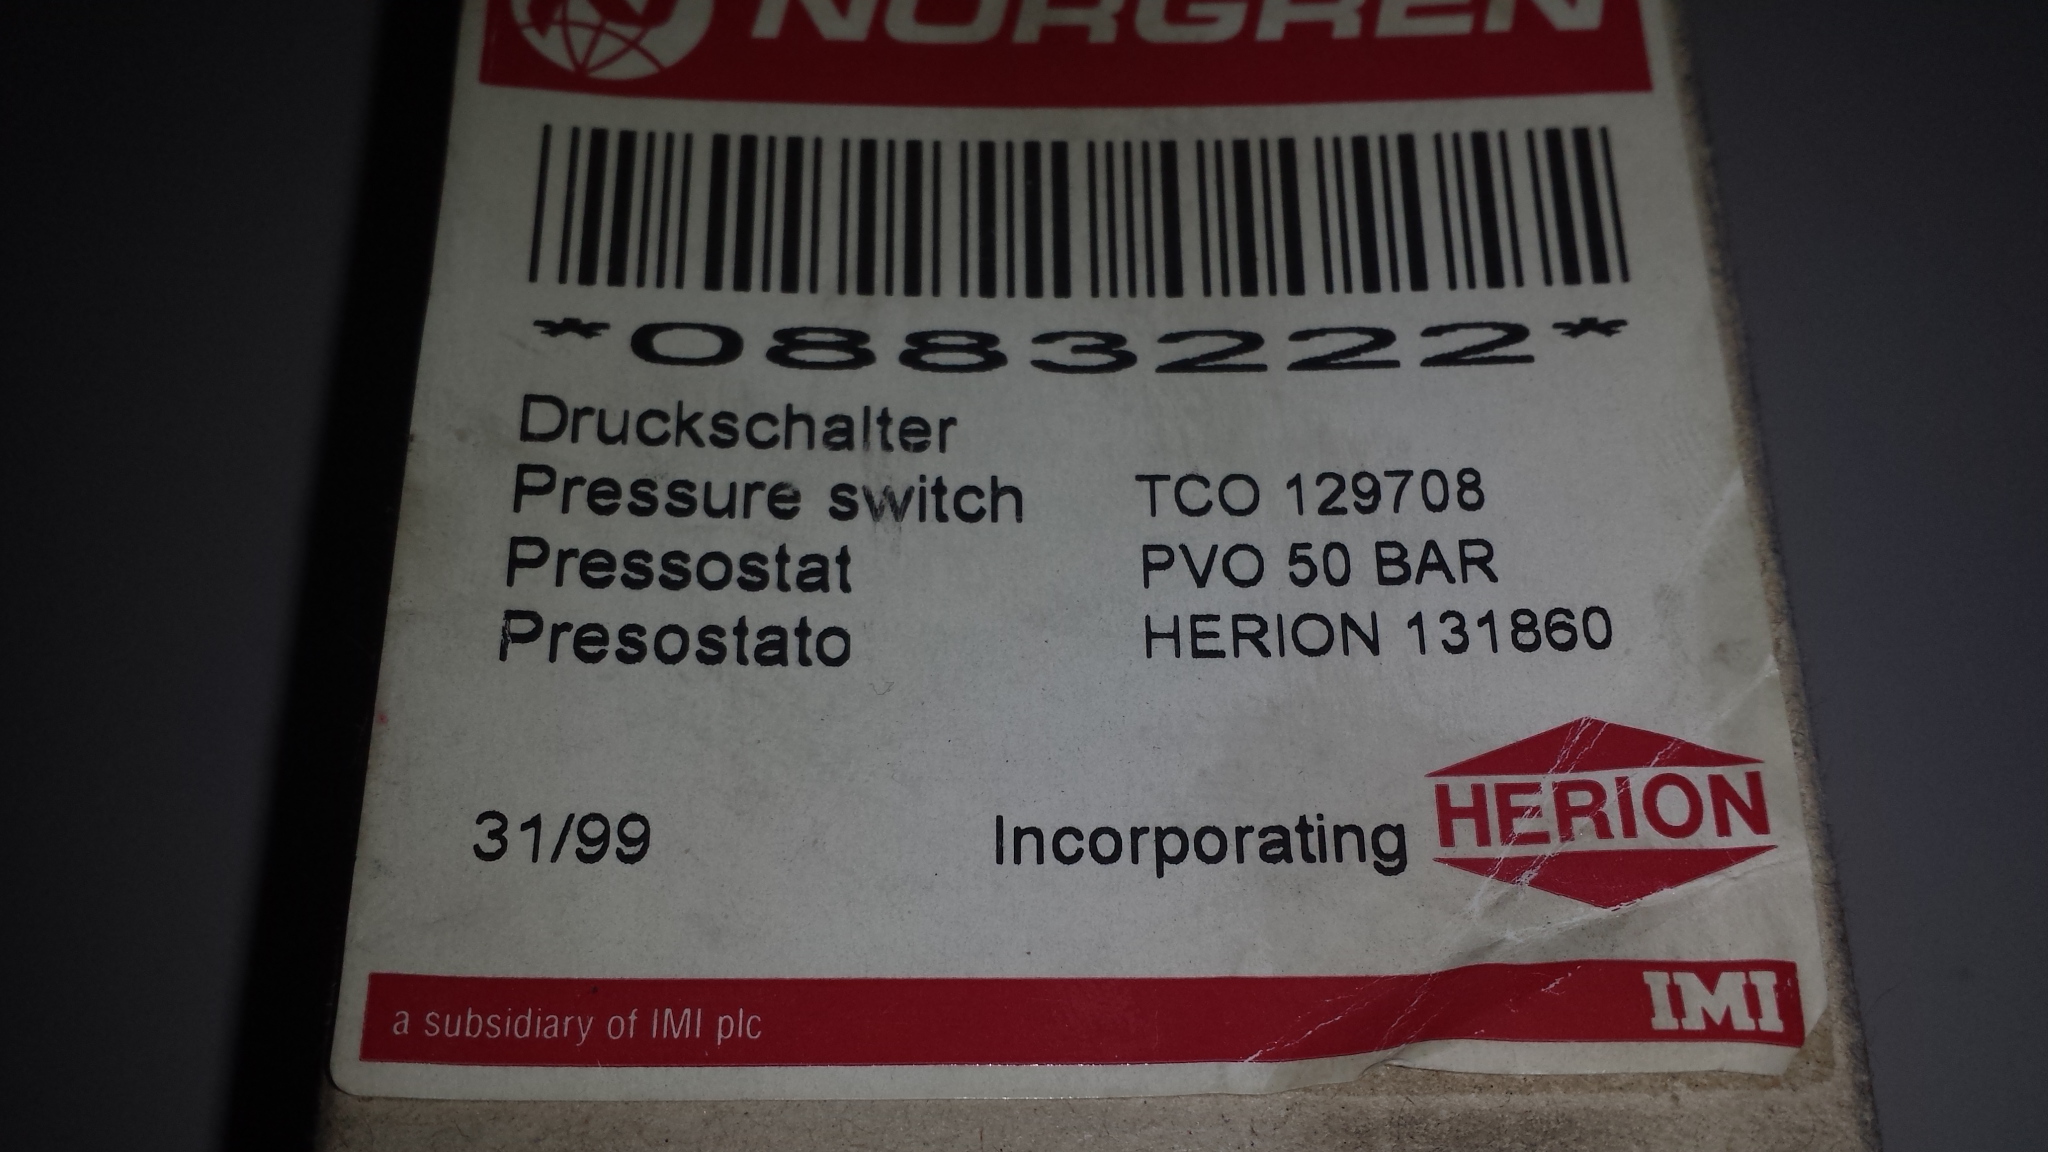 NORGREN
*0883222*
Druckschalter
Pressure switch TCO 129708
Pressostat PVO 50 BAR
Presostato HERION 131860
31/99 Incorporating HERION
a subsidiary of IMI plc IMI